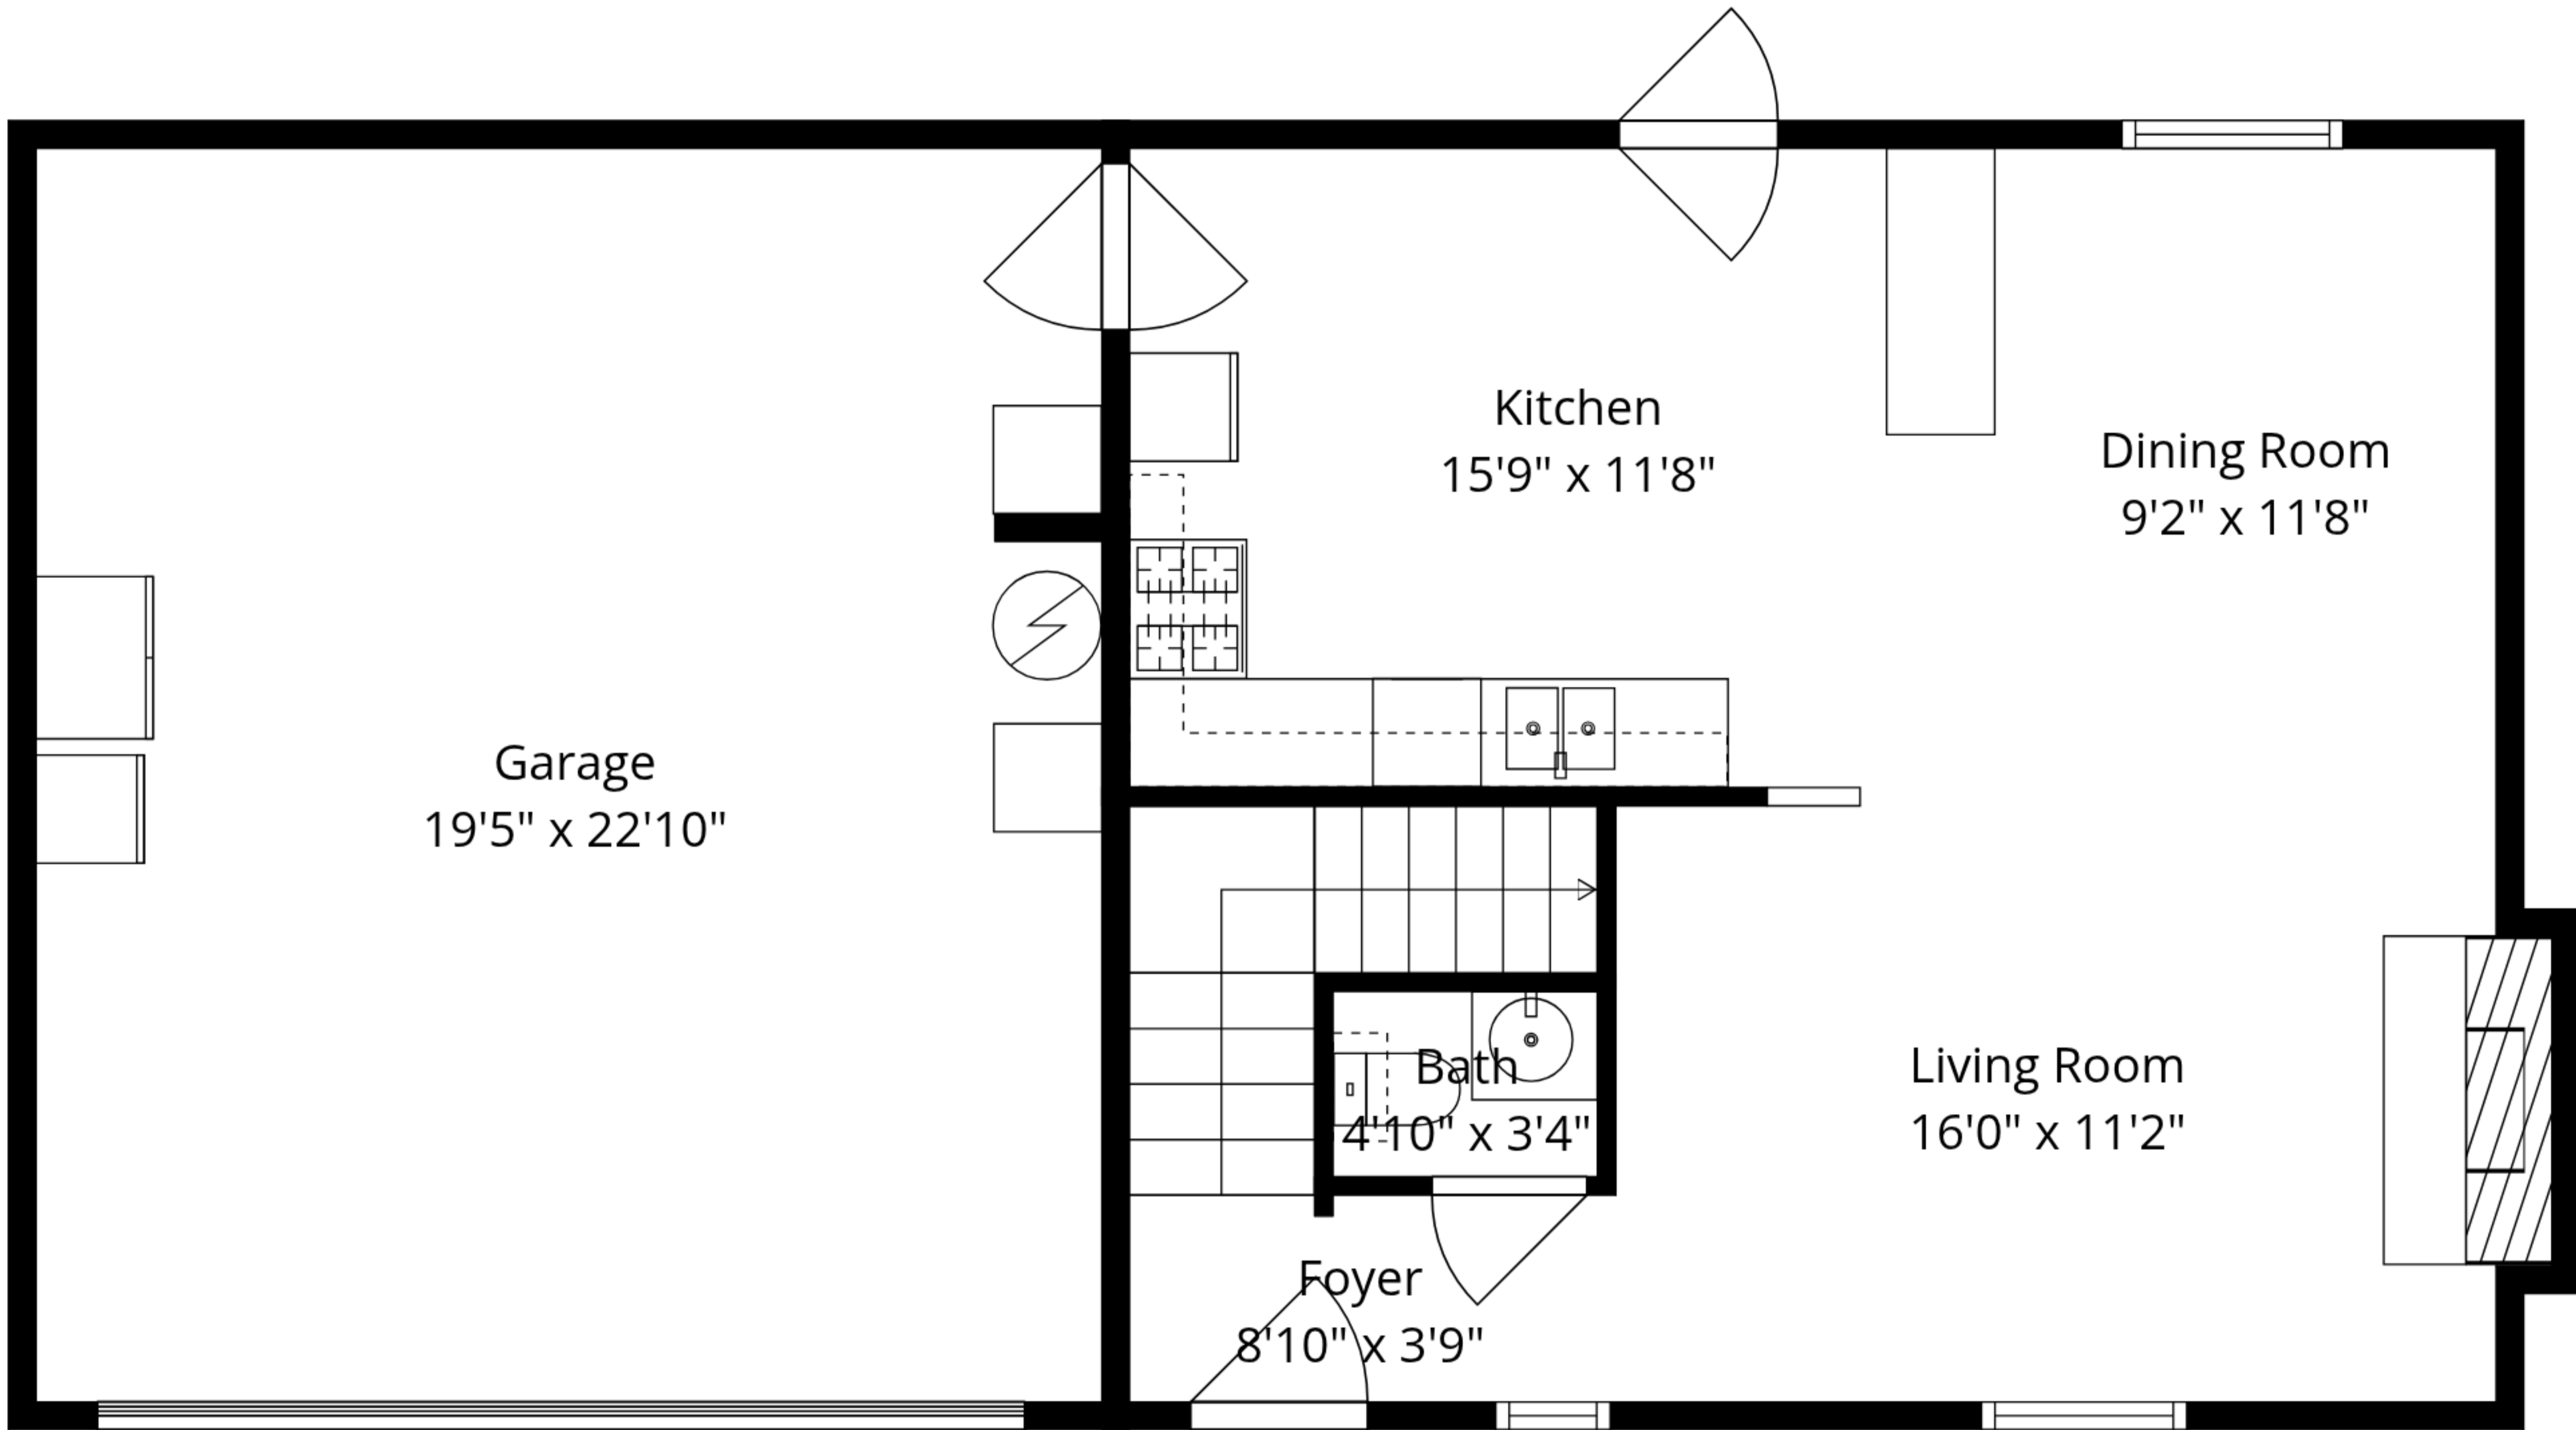 Kitchen
15'9" x 11'8"
Dining Room
9'2" x 11'8"
Garage
19'5" x 22'10"
Bath
4'10" x 3'4"
Living Room
16'0" x 11'2"
Foyer
8'10" x 3'9"